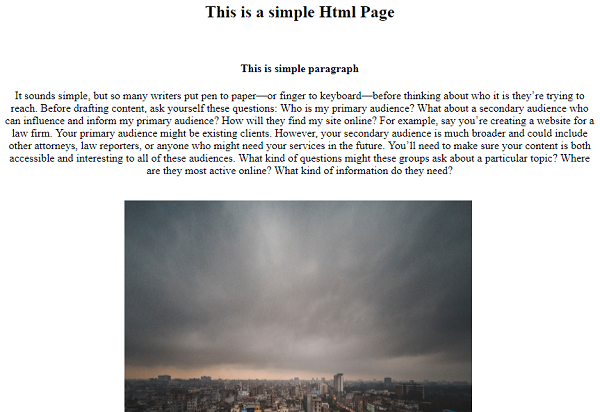 This is a simple Html Page
This is simple paragraph
It sounds simple, but so many writers put pen to paper—or finger to keyboard—before thinking about who it is they’re trying to
reach. Before drafting content, ask yourself these questions: Who is my primary audience? What about a secondary audience who
can influence and inform my primary audience? How will they find my site online? For example, say you’re creating a website for a
law firm. Your primary audience might be existing clients. However, your secondary audience is much broader and could include
other attorneys, law reporters, or anyone who might need your services in the future. You’ll need to make sure your content is both
accessible and interesting to all of these audiences. What kind of questions might these groups ask about a particular topic? Where
are they most active online? What kind of information do they need?